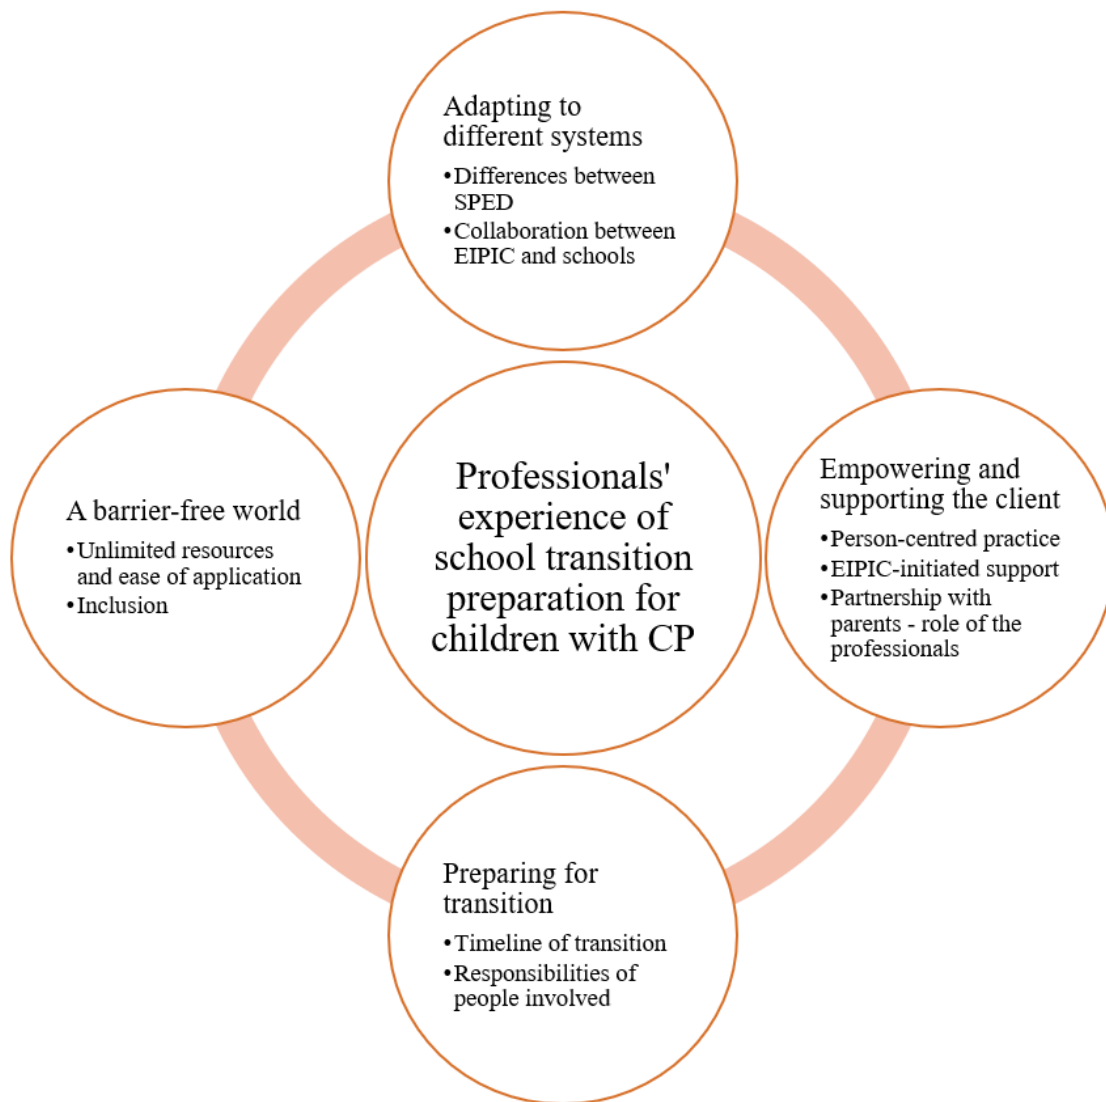 Adapting to
different systems
•Differences between
SPED
•Collaboration between
EIPIC and schools
A barrier-free world
•Unlimited resources
and ease of application
•Inclusion
Professionals'
experience of
school transition
preparation for
children with CP
Empowering and
supporting the client
•Person-centred practice
•EIPIC-initiated support
•Partnership with
parents - role of the
professionals
Preparing for
transition
•Timeline of transition
•Responsibilities of
people involved